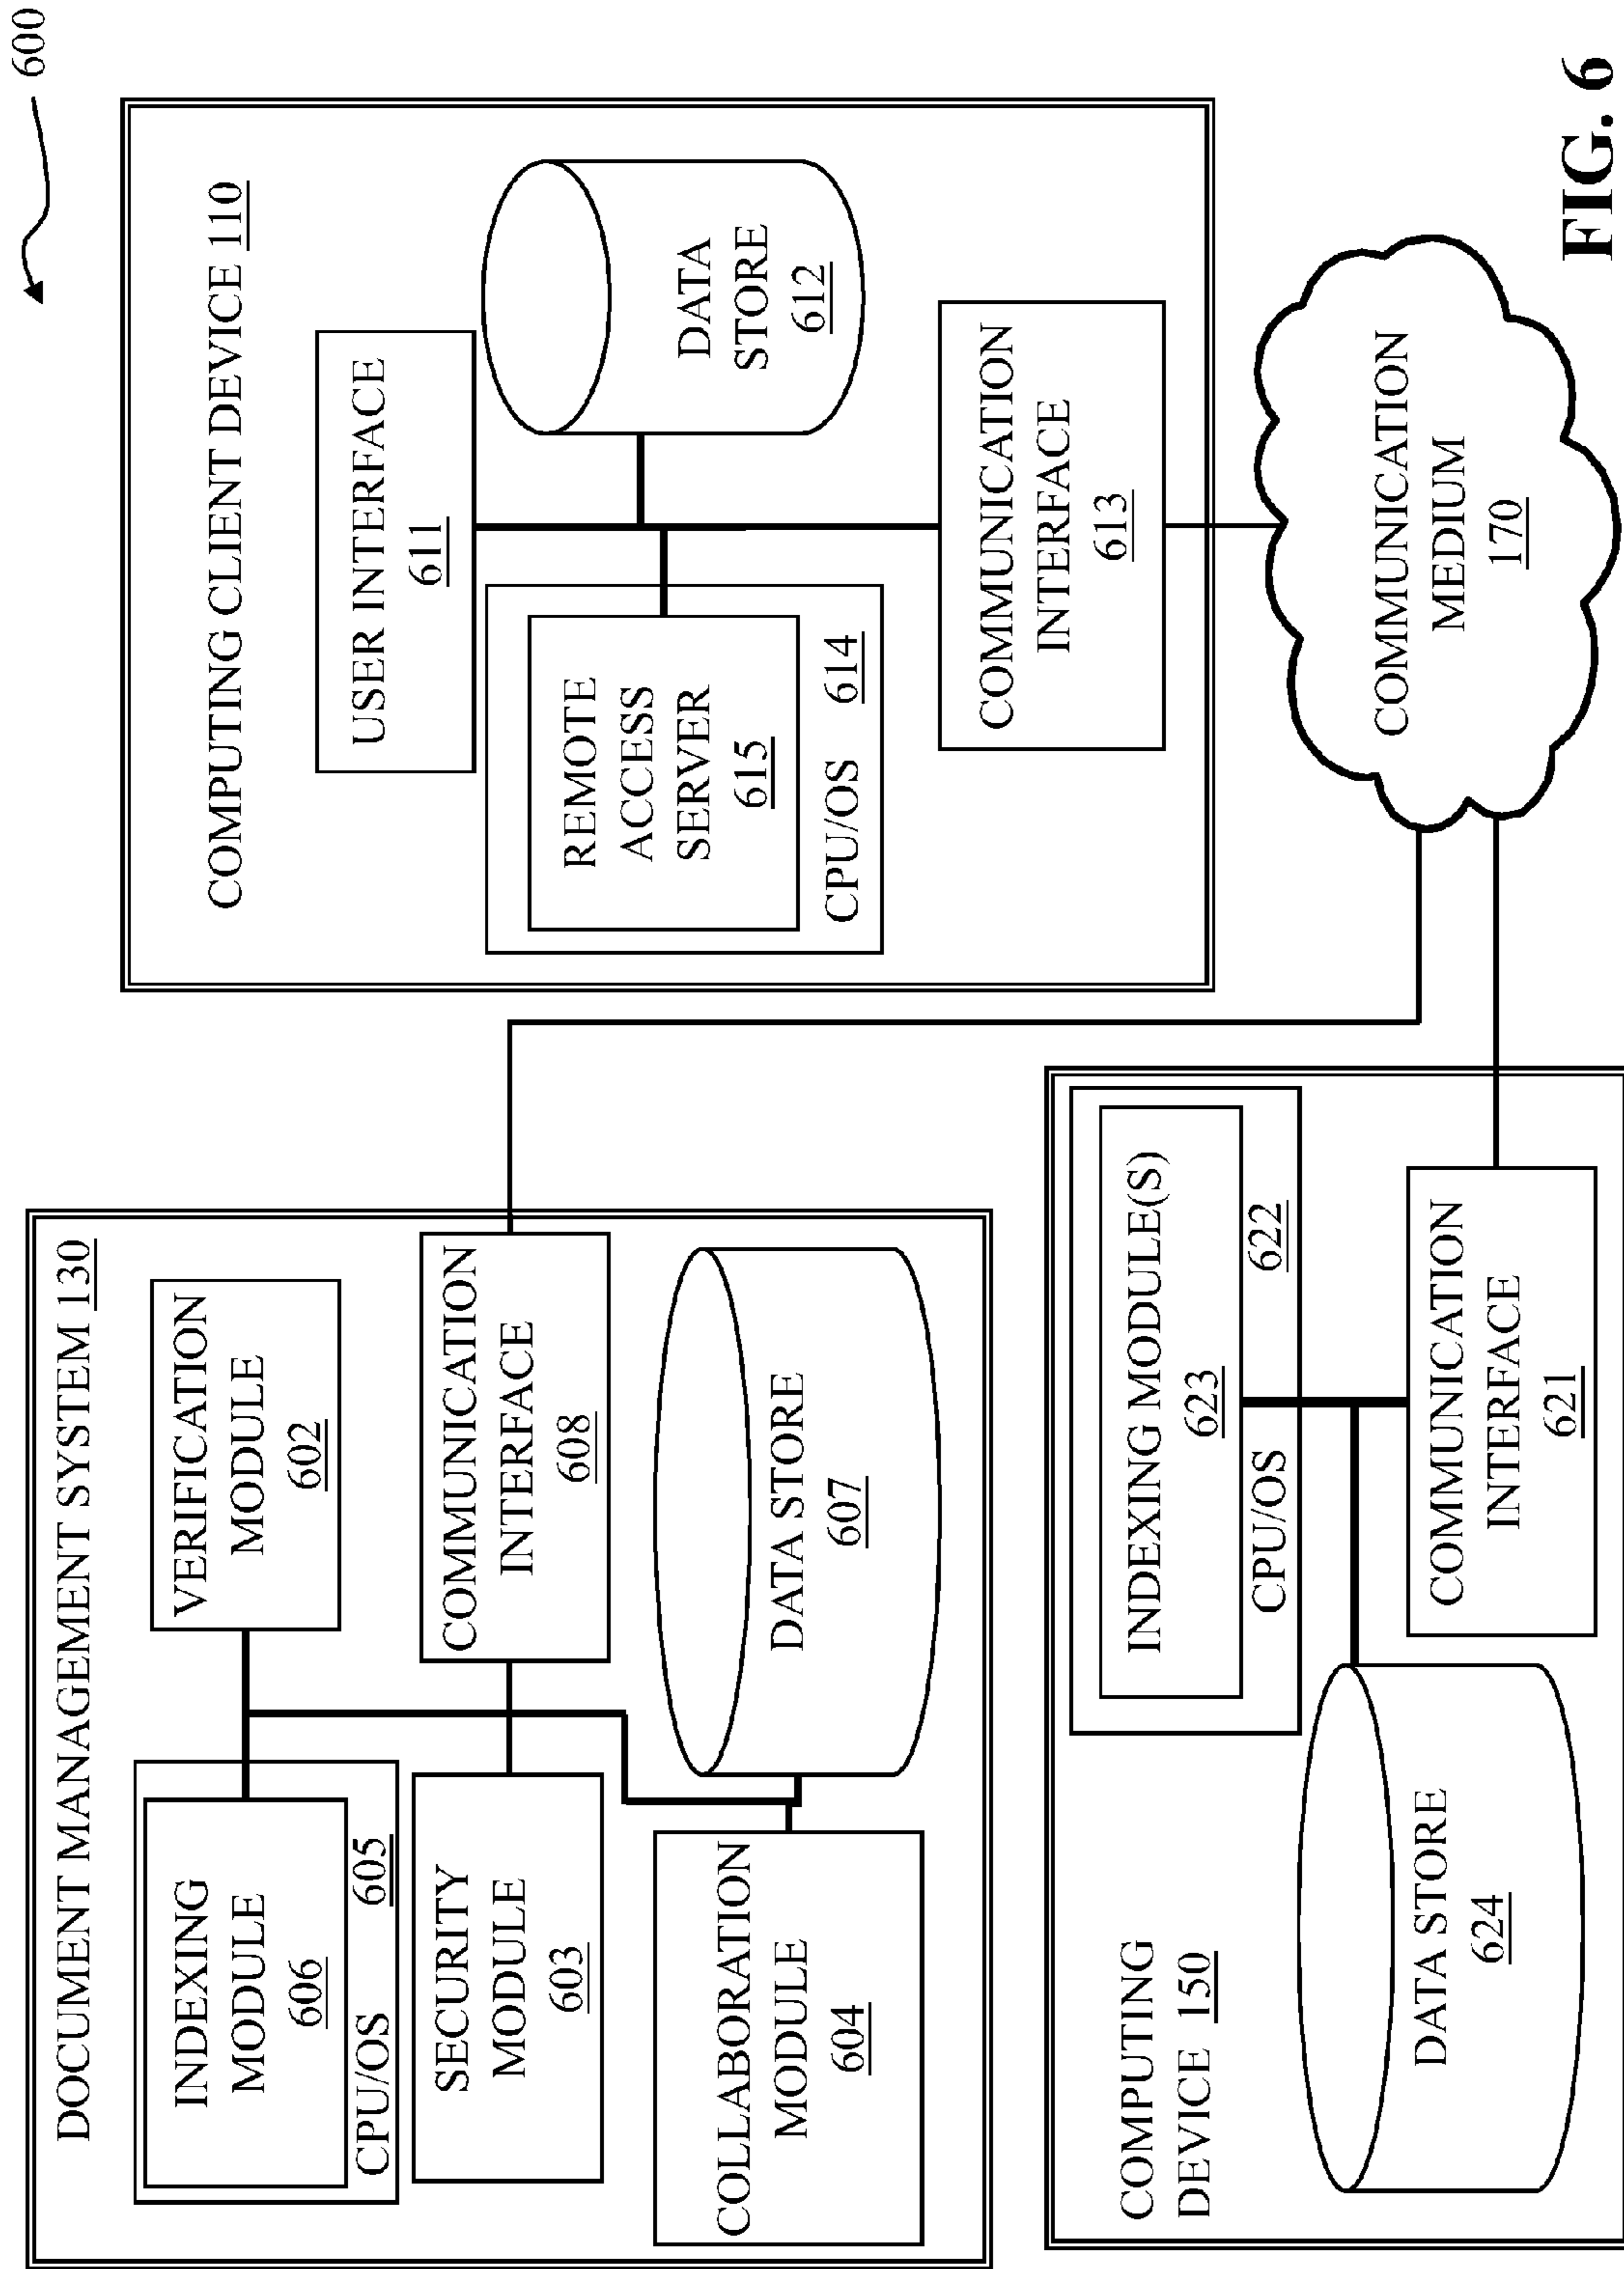 600
DOCUMENT MANAGEMENT SYSTEM 130
INDEXING
MODULE
606
CPU/OS 605
VERIFICATION
MODULE
602
SECURITY
MODULE
603
COMMUNICATION
INTERFACE
608
COLLABORATION
MODULE
604
DATA STORE
607
COMPUTING CLIENT DEVICE 110
USER INTERFACE
611
REMOTE
ACCESS
SERVER
615
CPU/OS 614
DATA
STORE
612
COMMUNICATION
INTERFACE
613
COMPUTING
DEVICE 150
INDEXING MODULE(S)
623
CPU/OS 622
DATA STORE
624
COMMUNICATION
INTERFACE
621
COMMUNICATION
MEDIUM
170
FIG. 6